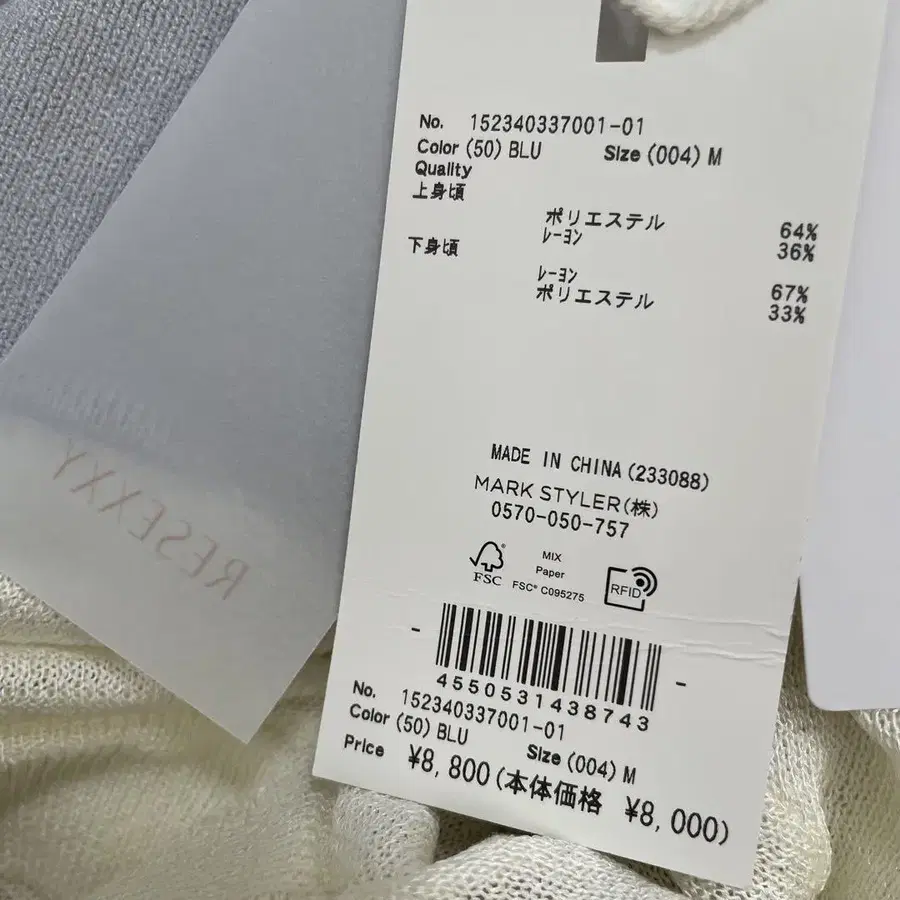 No. 152340337001-01
Color (50) BLU Size (004) M
Quality
上身頃
ポリエステル 64%
レーヨン 36%
下身頃
レーヨン 67%
ポリエステル 33%
MADE IN CHINA (233088)
MARK STYLER(株)
0570-050-757
FSC
MIX
Paper
FSC® C095275
RFID
4550531438743
No. 152340337001-01
Color (50) BLU Size (004) M
Price ¥8,800(本体価格 ¥8,000)
RESEXXY